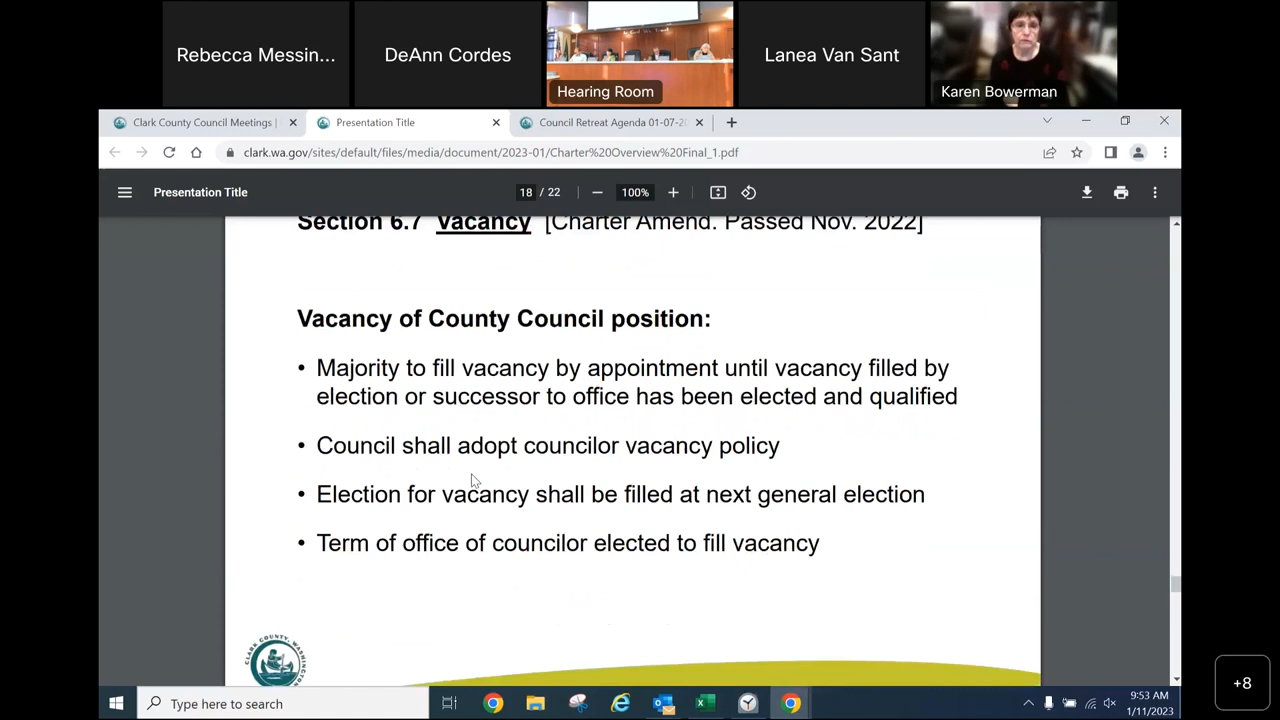 Rebecca Messin...
DeAnn Cordes
Hearing Room
Lanea Van Sant
Karen Bowerman
Clark County Council Meetings |
Presentation Title
Council Retreat Agenda 01-07-20
clark.wa.gov/sites/default/files/media/document/2023-01/Charter%20Overview%20Final_1.pdf
Presentation Title
18 / 22
100%
Section 6.7 Vacancy [Charter Amend. Passed Nov. 2022]
Vacancy of County Council position:
• Majority to fill vacancy by appointment until vacancy filled by
election or successor to office has been elected and qualified
• Council shall adopt councilor vacancy policy
• Election for vacancy shall be filled at next general election
• Term of office of councilor elected to fill vacancy
CLARK COUNTY, WASHINGTON
+8
Type here to search
9:53 AM
1/11/2023